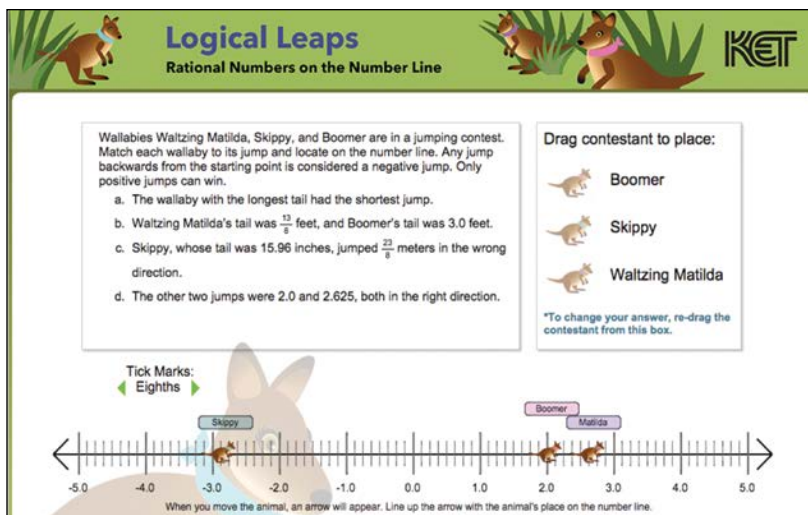 Logical Leaps
Rational Numbers on the Number Line
KET
Wallabies Waltzing Matilda, Skippy, and Boomer are in a jumping contest.
Match each wallaby to its jump and locate on the number line. Any jump
backwards from the starting point is considered a negative jump. Only
positive jumps can win.
a. The wallaby with the longest tail had the shortest jump.
b. Waltzing Matilda's tail was 13/8 feet, and Boomer's tail was 3.0 feet.
c. Skippy, whose tail was 15.96 inches, jumped 23/8 meters in the wrong
direction.
d. The other two jumps were 2.0 and 2.625, both in the right direction.
Drag contestant to place:
Boomer
Skippy
Waltzing Matilda
*To change your answer, re-drag the
contestant from this box.
Tick Marks:
Eighths
Skippy
Boomer
Matilda
-5.0 -4.0 -3.0 -2.0 -1.0 0.0 1.0 2.0 3.0 4.0 5.0
When you move the animal, an arrow will appear. Line up the arrow with the animal's place on the number line.